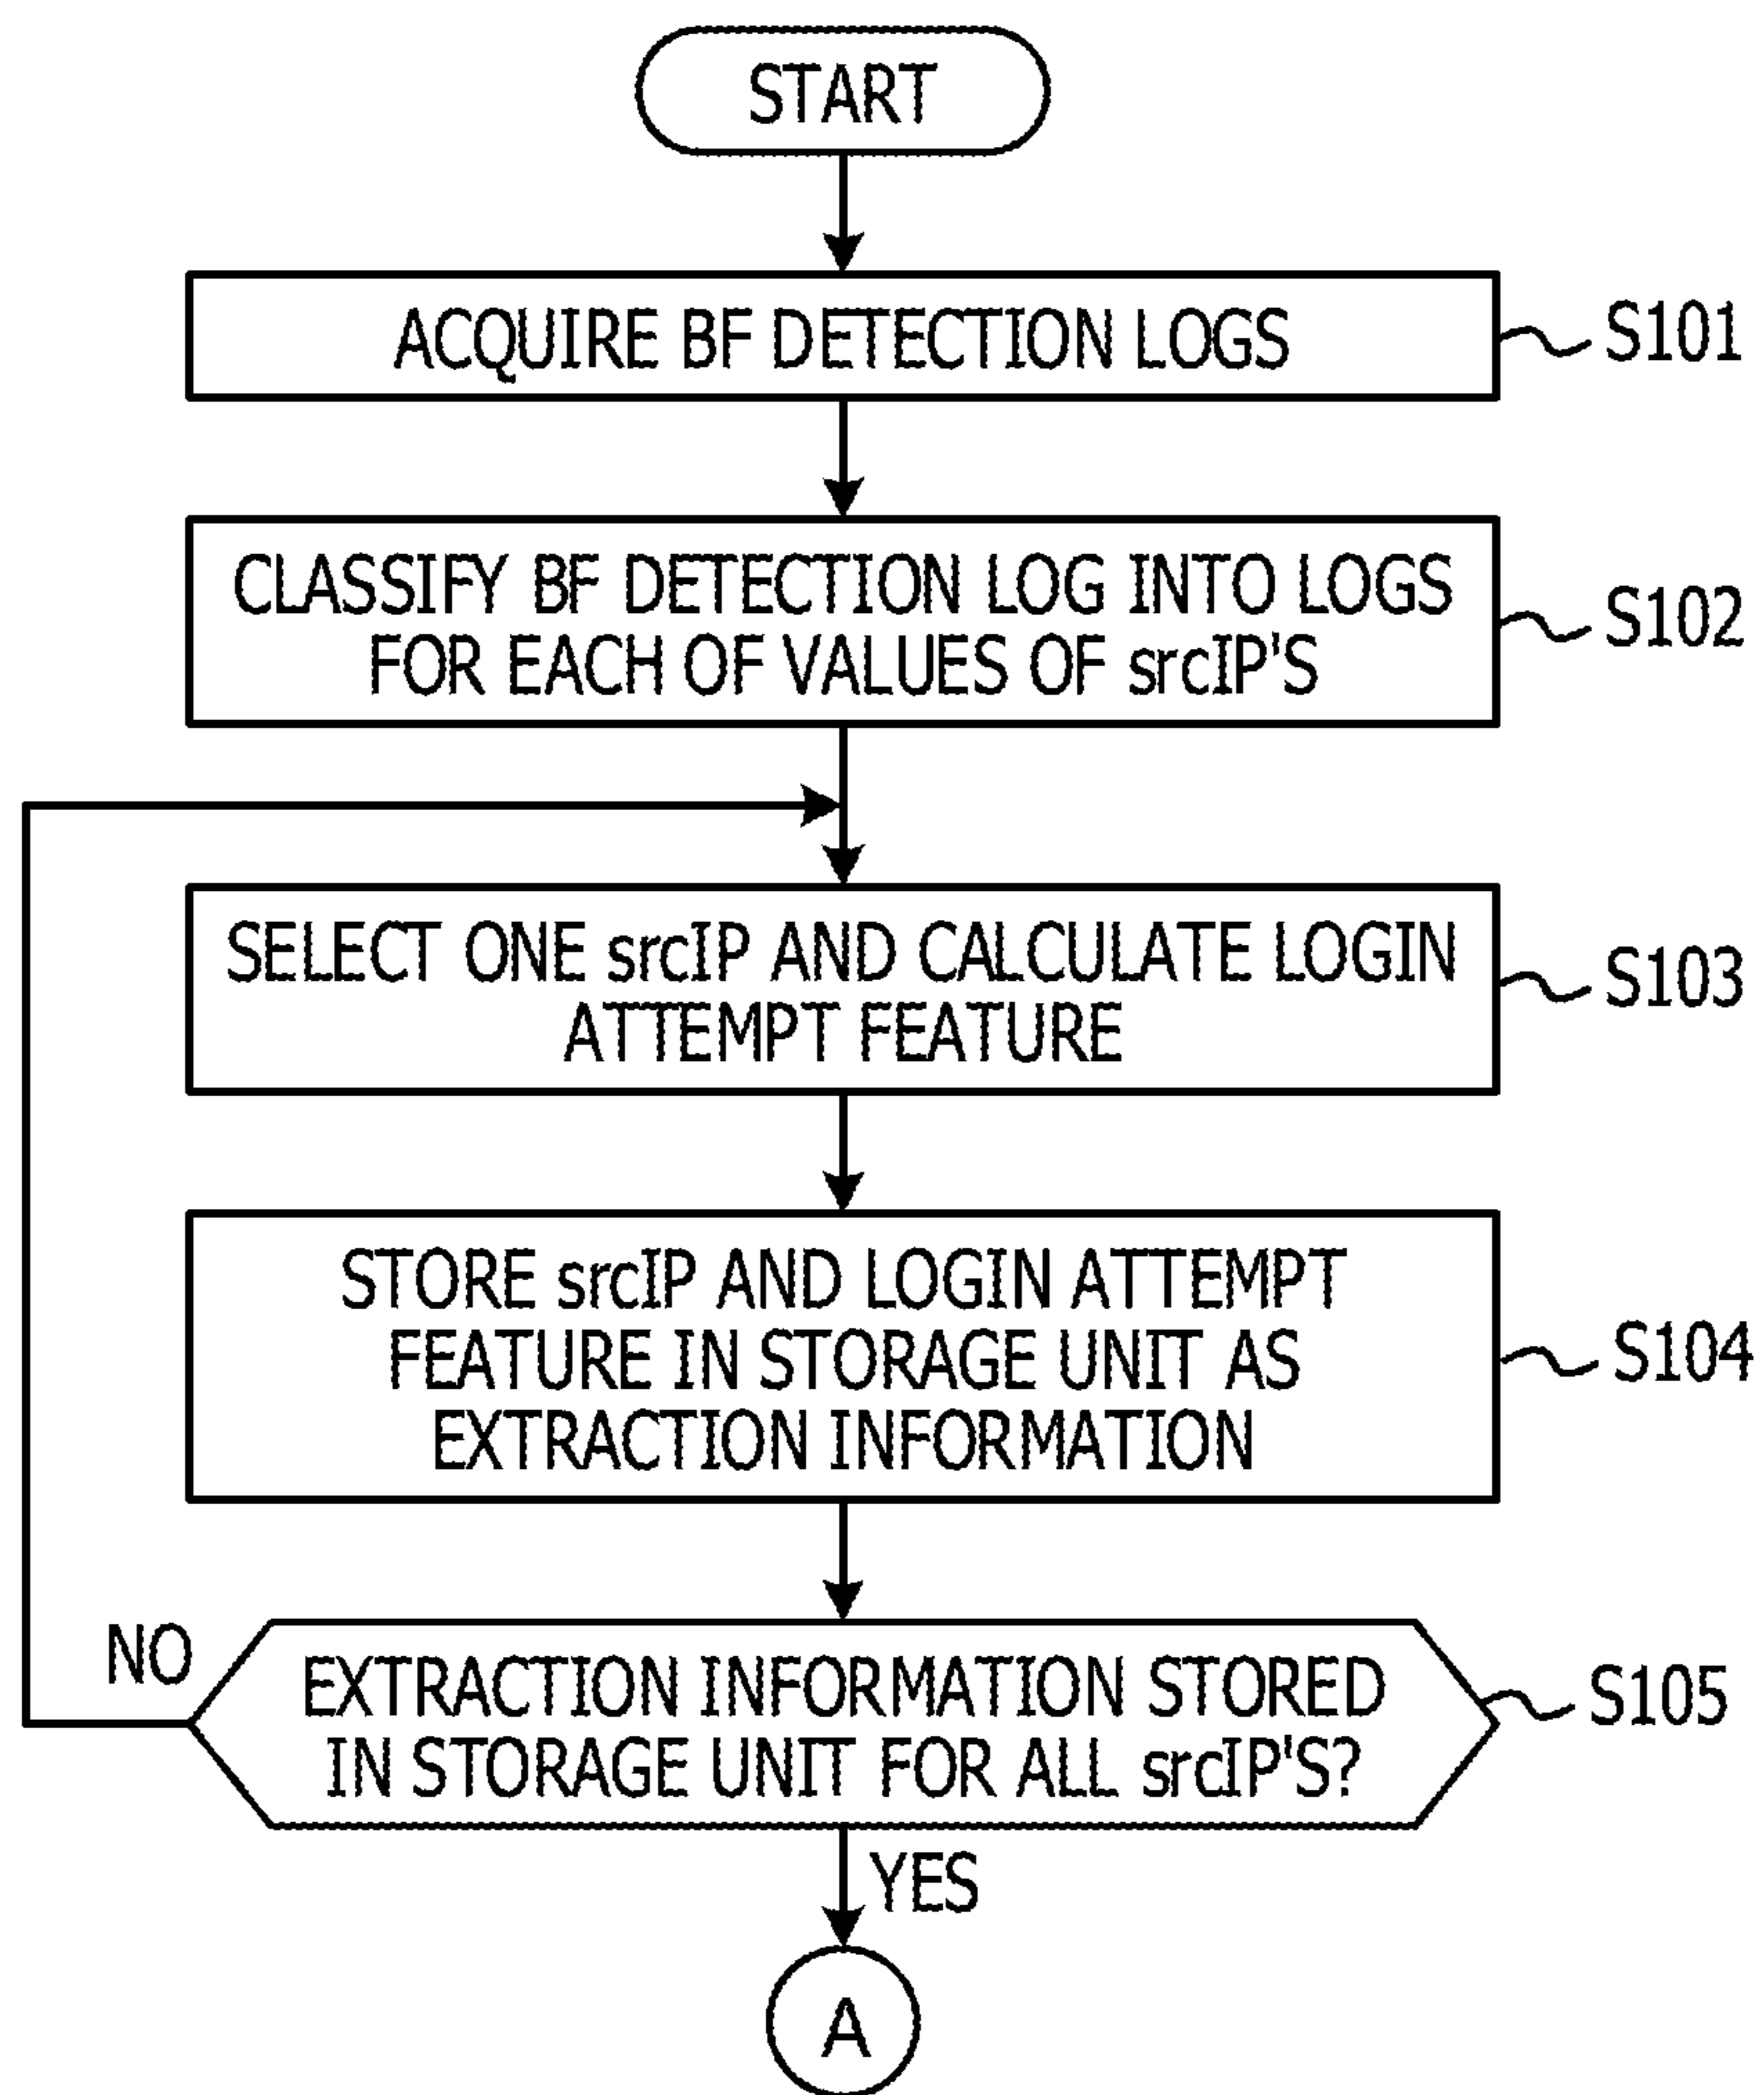 START
ACQUIRE BF DETECTION LOGS
S101
CLASSIFY BF DETECTION LOG INTO LOGS
FOR EACH OF VALUES OF srcIP'S
S102
SELECT ONE srcIP AND CALCULATE LOGIN
ATTEMPT FEATURE
S103
STORE srcIP AND LOGIN ATTEMPT
FEATURE IN STORAGE UNIT AS
EXTRACTION INFORMATION
S104
NO
EXTRACTION INFORMATION STORED
IN STORAGE UNIT FOR ALL srcIP'S?
S105
YES
A